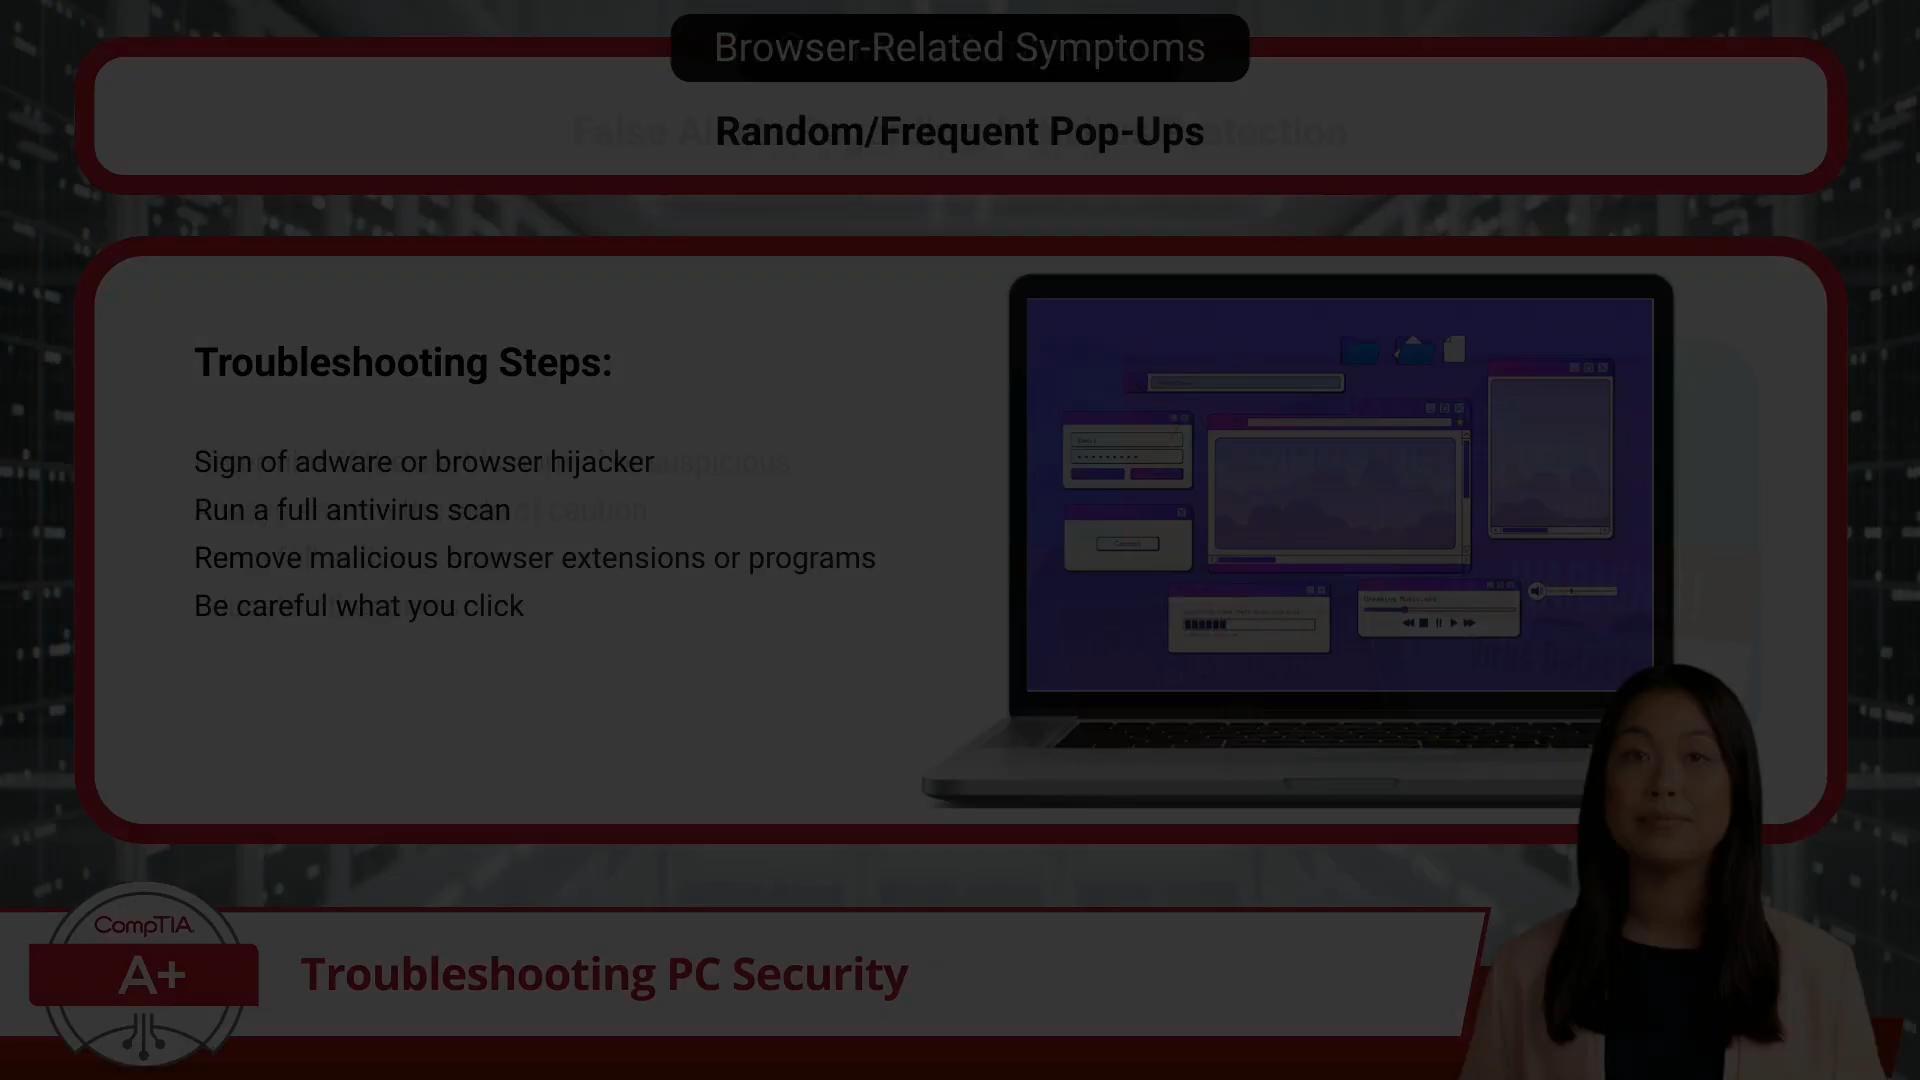 Browser-Related Symptoms
Random/Frequent Pop-Ups
Troubleshooting Steps:
Sign of adware or browser hijacker
Run a full antivirus scan
Remove malicious browser extensions or programs
Be careful what you click
CompTIA
A+
Troubleshooting PC Security